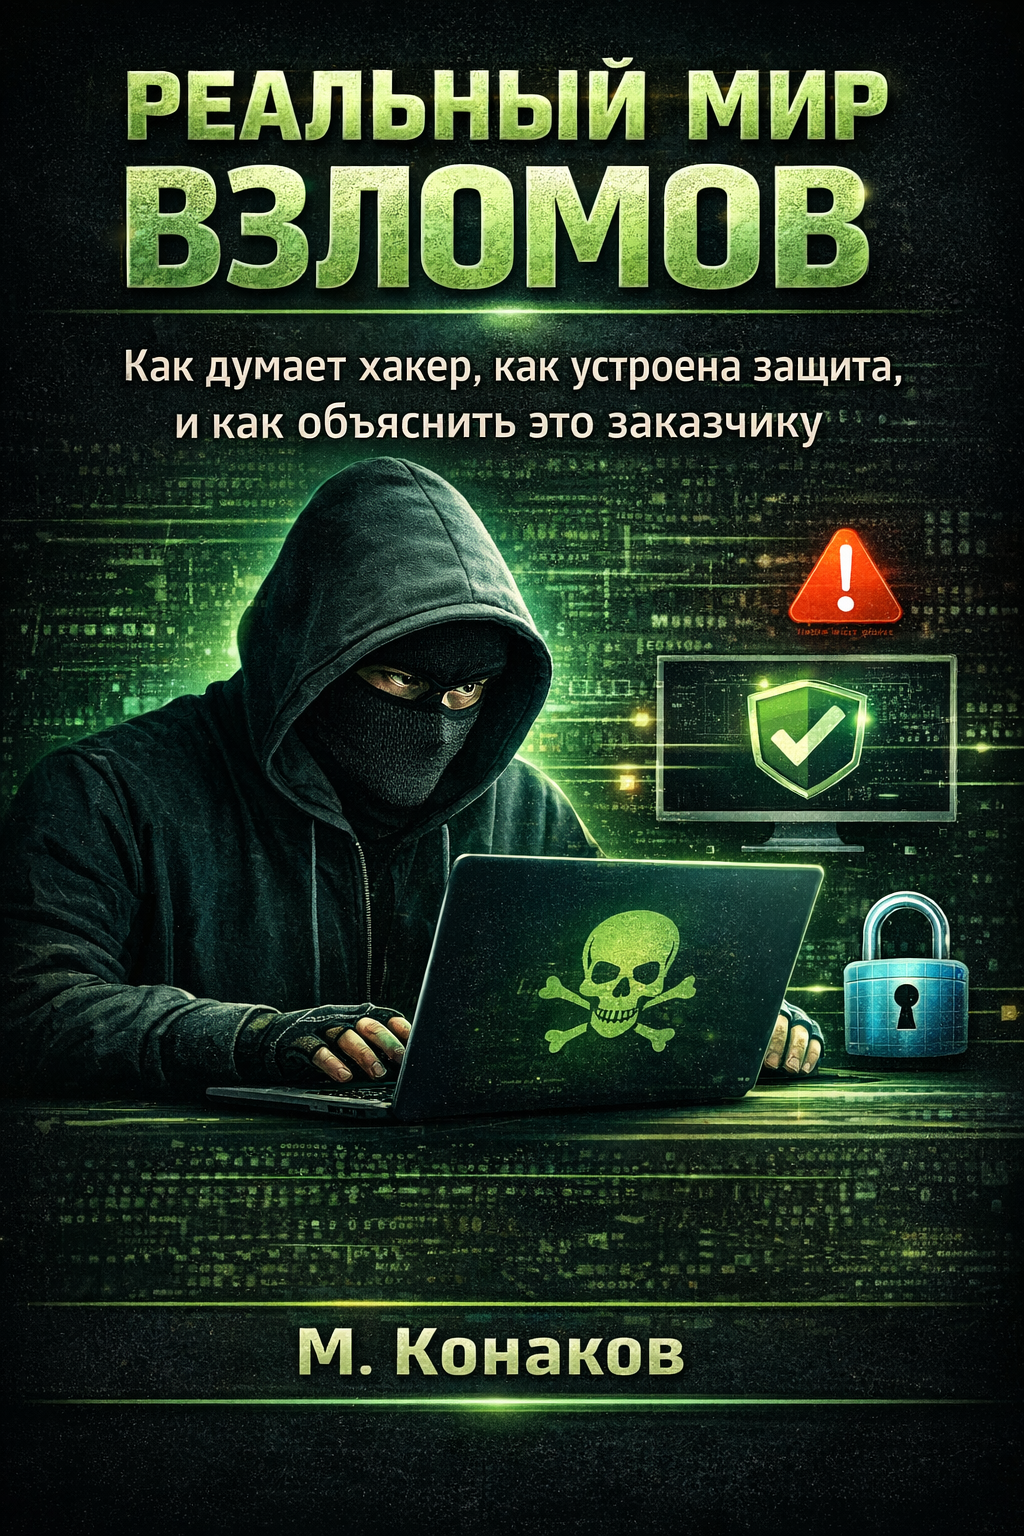 РЕАЛЬНЫЙ МИР
ВЗЛОМОВ
Как думает хакер, как устроена защита,
и как объяснить это заказчику
М. Конаков